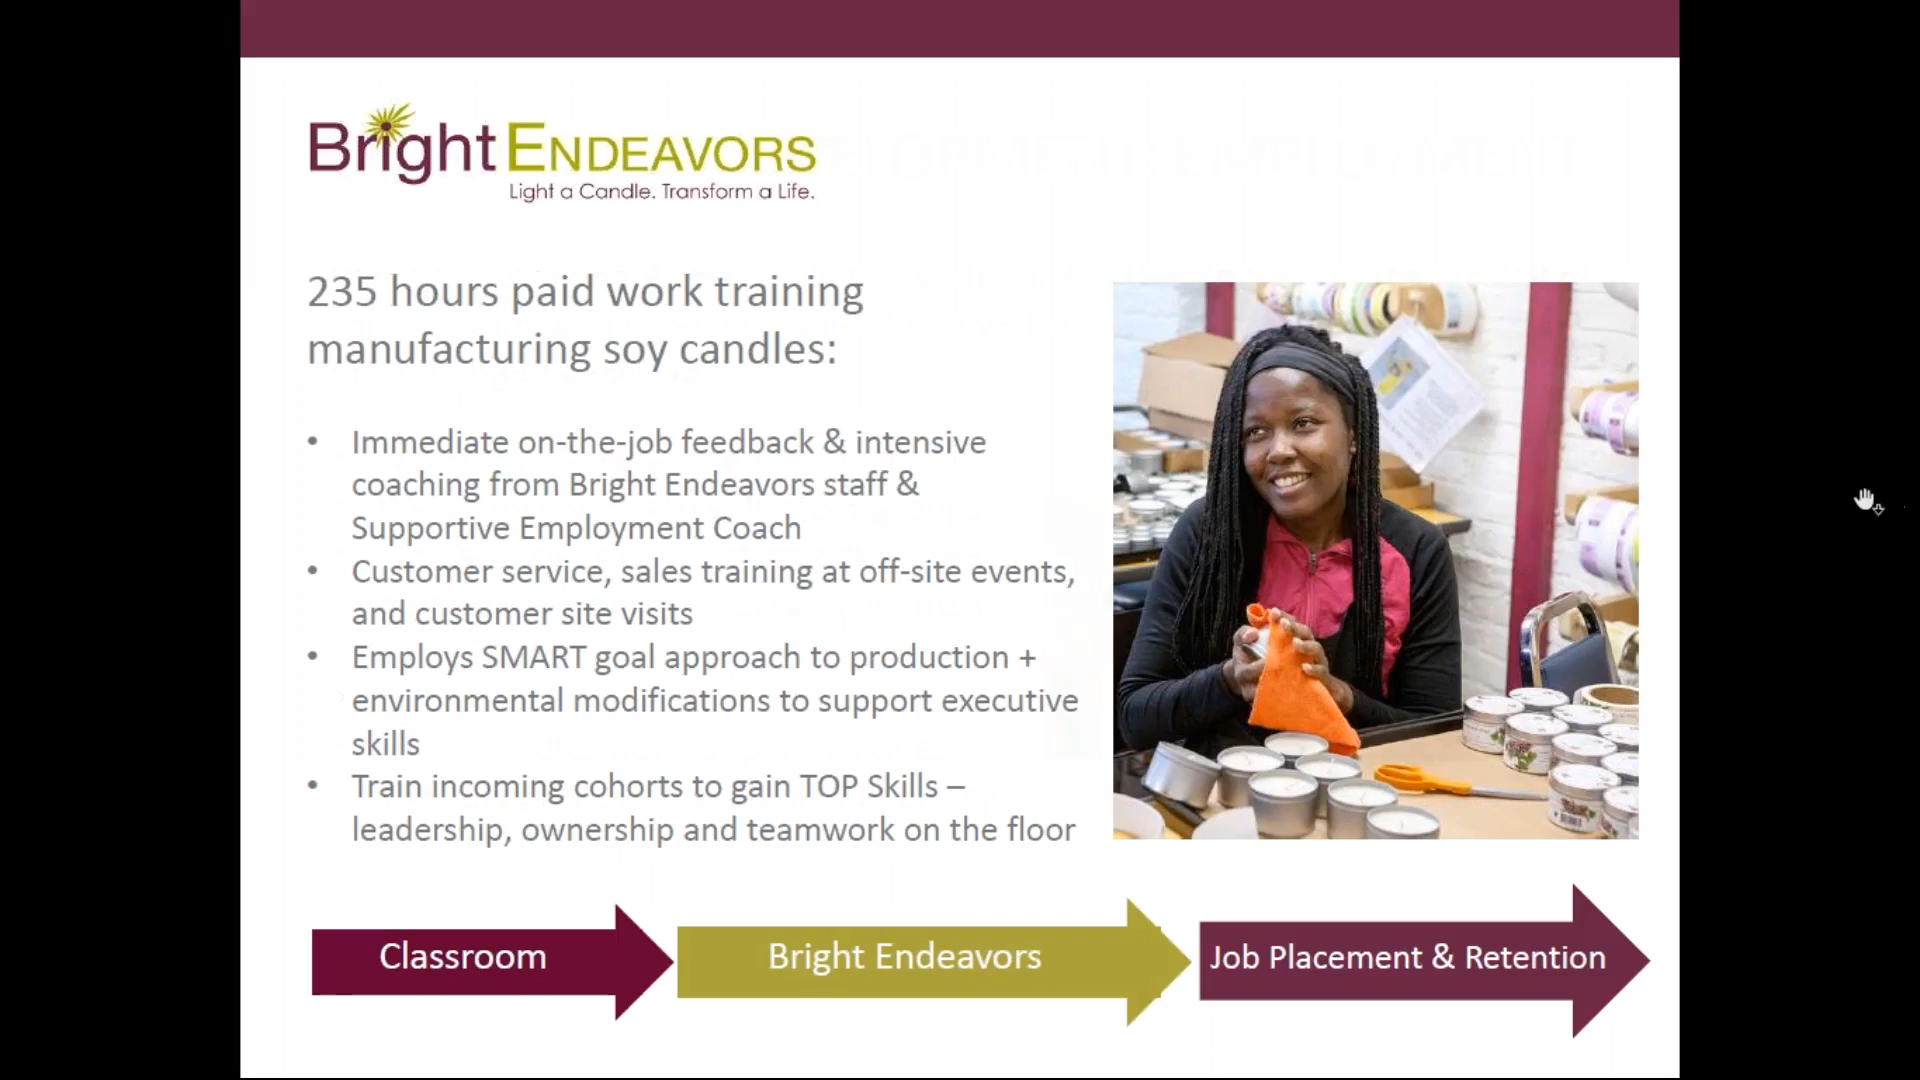 Bright ENDEAVORS
Light a Candle. Transform a Life.
235 hours paid work training
manufacturing soy candles:
• Immediate on-the-job feedback & intensive
coaching from Bright Endeavors staff &
Supportive Employment Coach
• Customer service, sales training at off-site events,
and customer site visits
• Employs SMART goal approach to production +
environmental modifications to support executive
skills
• Train incoming cohorts to gain TOP Skills –
leadership, ownership and teamwork on the floor
Classroom
Bright Endeavors
Job Placement & Retention